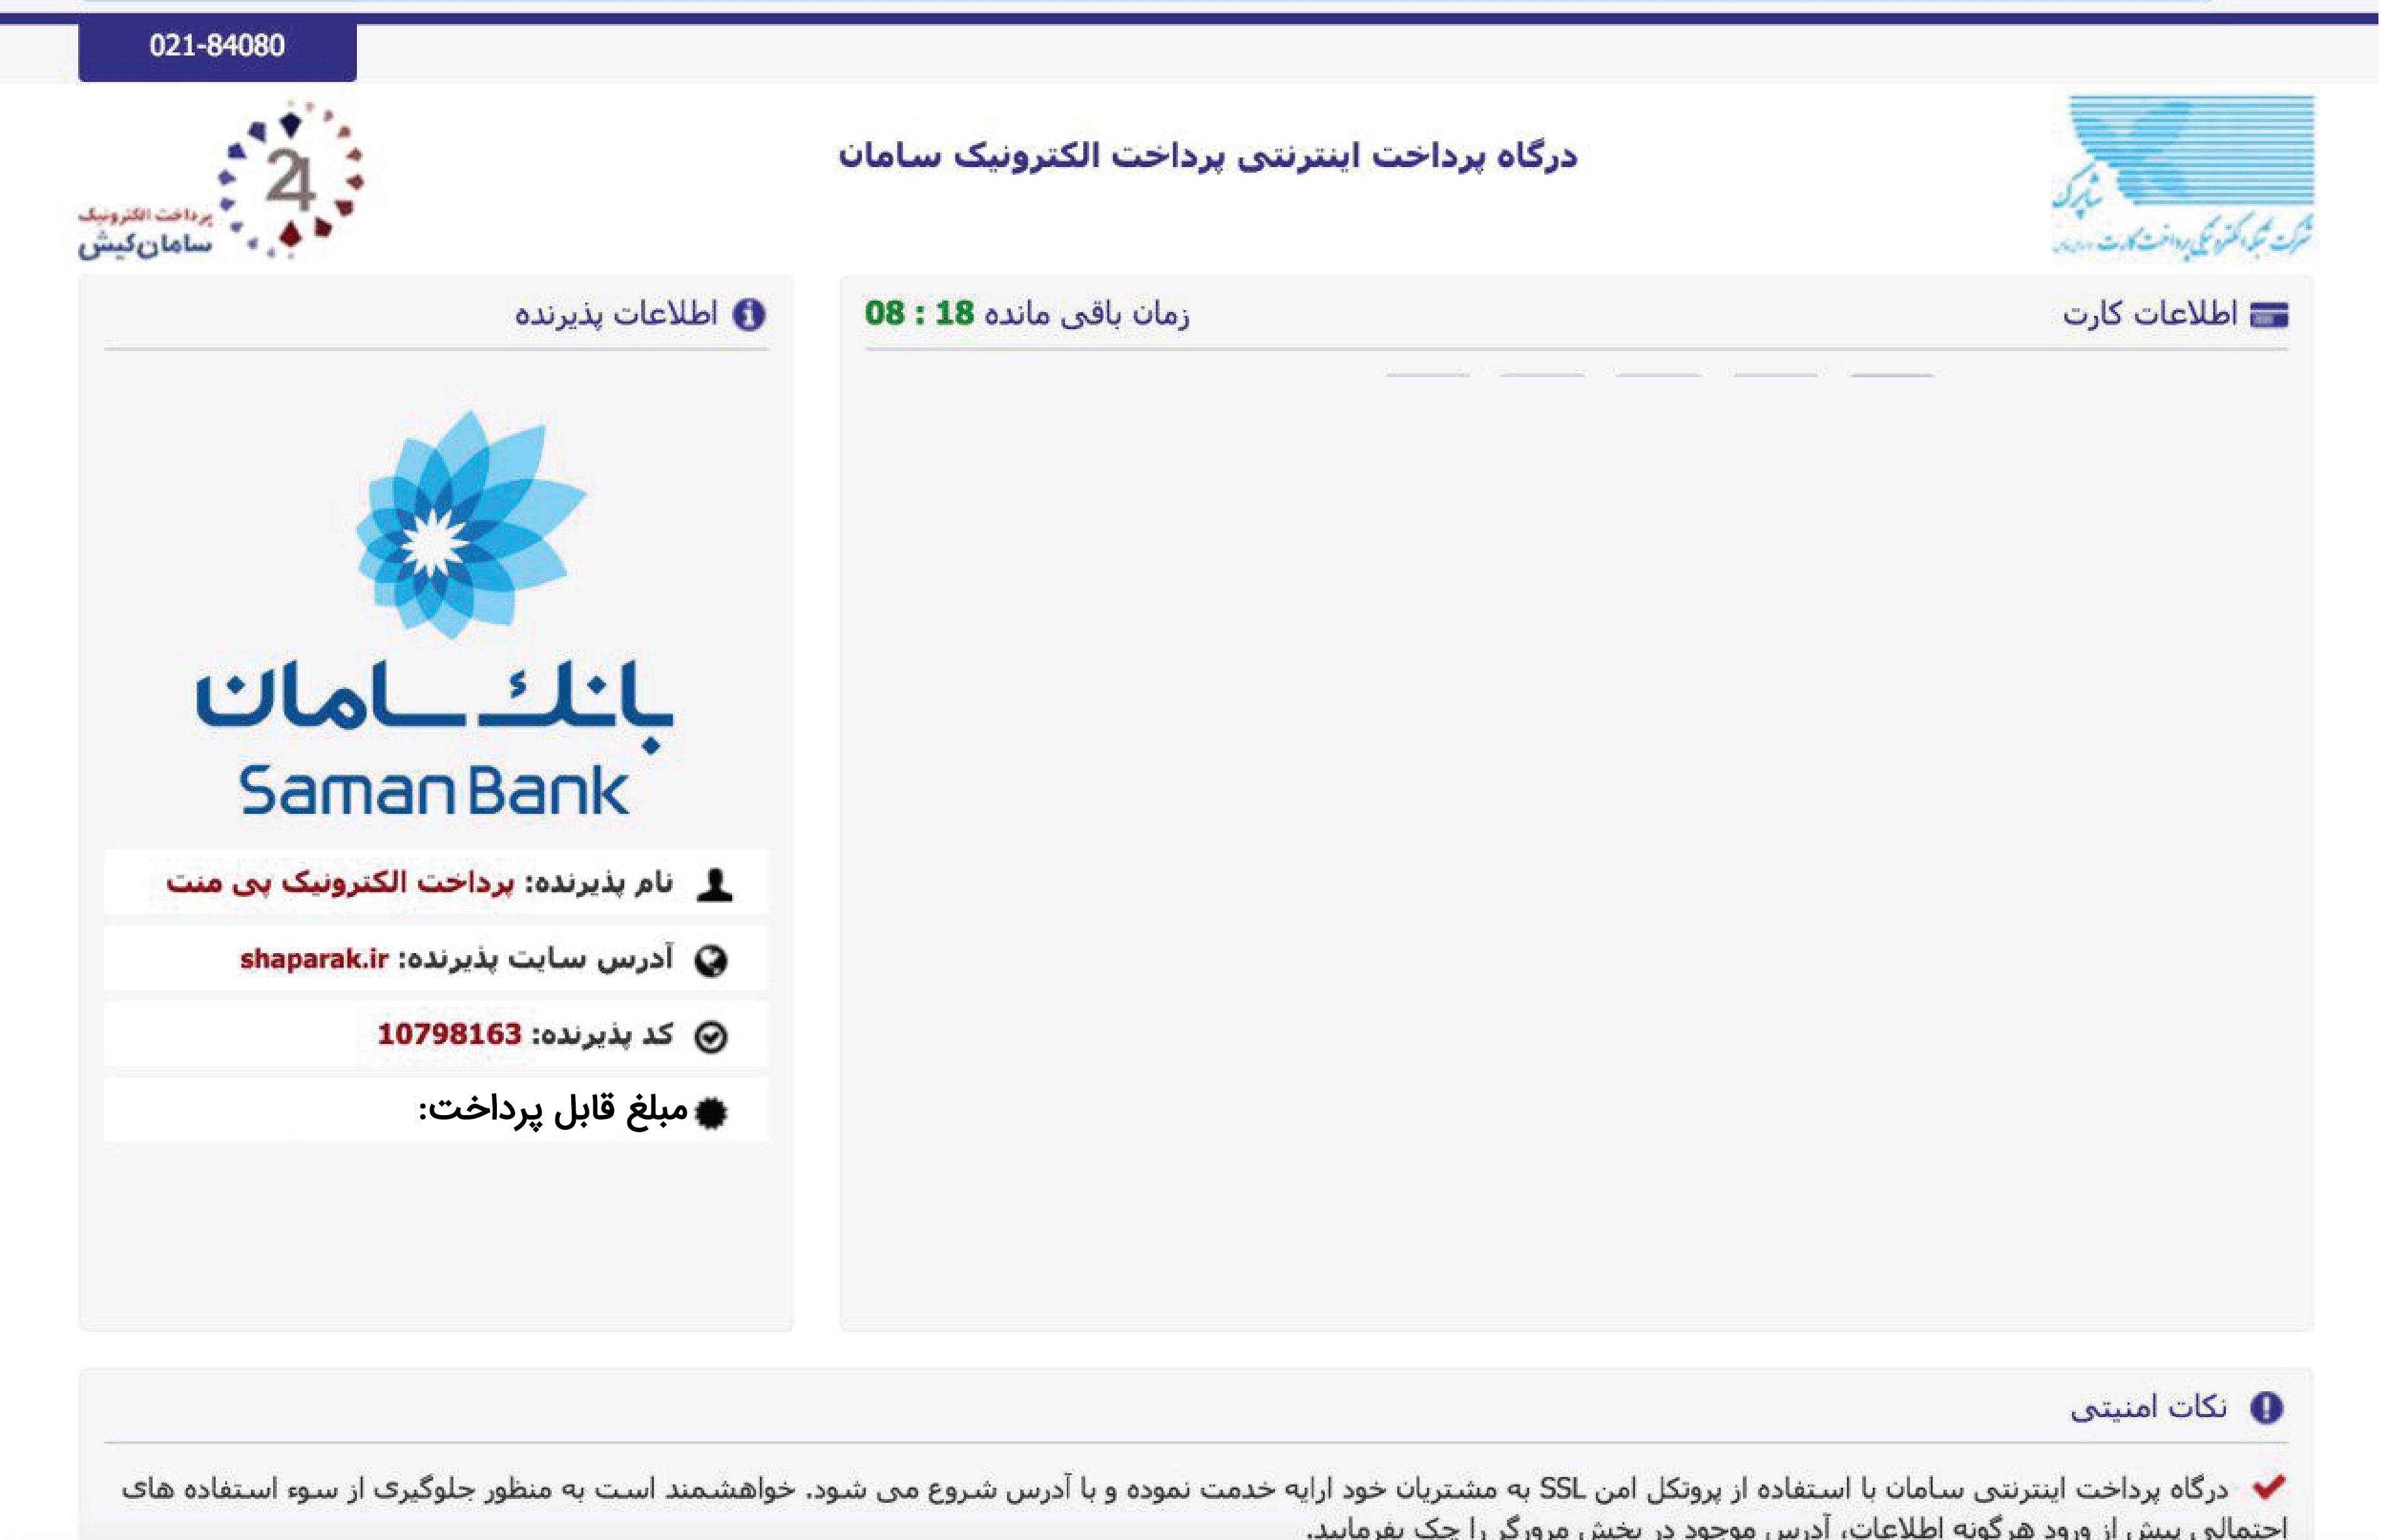 021-84080
درگاه پرداخت اینترنتی پرداخت الکترونیک سامان
شاپرک
شرکت شبکه الکترونیکی پرداخت کارت
24
پرداخت الکترونیک
سامان‌کیش
اطلاعات کارت
زمان باقی مانده 18 : 08
اطلاعات پذیرنده
بانك سامان
Saman Bank
نام پذیرنده: پرداخت الکترونیک پی منت
آدرس سایت پذیرنده: shaparak.ir
کد پذیرنده: 10798163
مبلغ قابل پرداخت:
نکات امنیتی
درگاه پرداخت اینترنتی سامان با استفاده از پروتکل امن SSL به مشتریان خود ارایه خدمت نموده و با آدرس شروع می شود. خواهشمند است به منظور جلوگیری از سوء استفاده های
احتمالی پیش از ورود هرگونه اطلاعات، آدرس موجود در بخش مرورگر را چک بفرمایید.